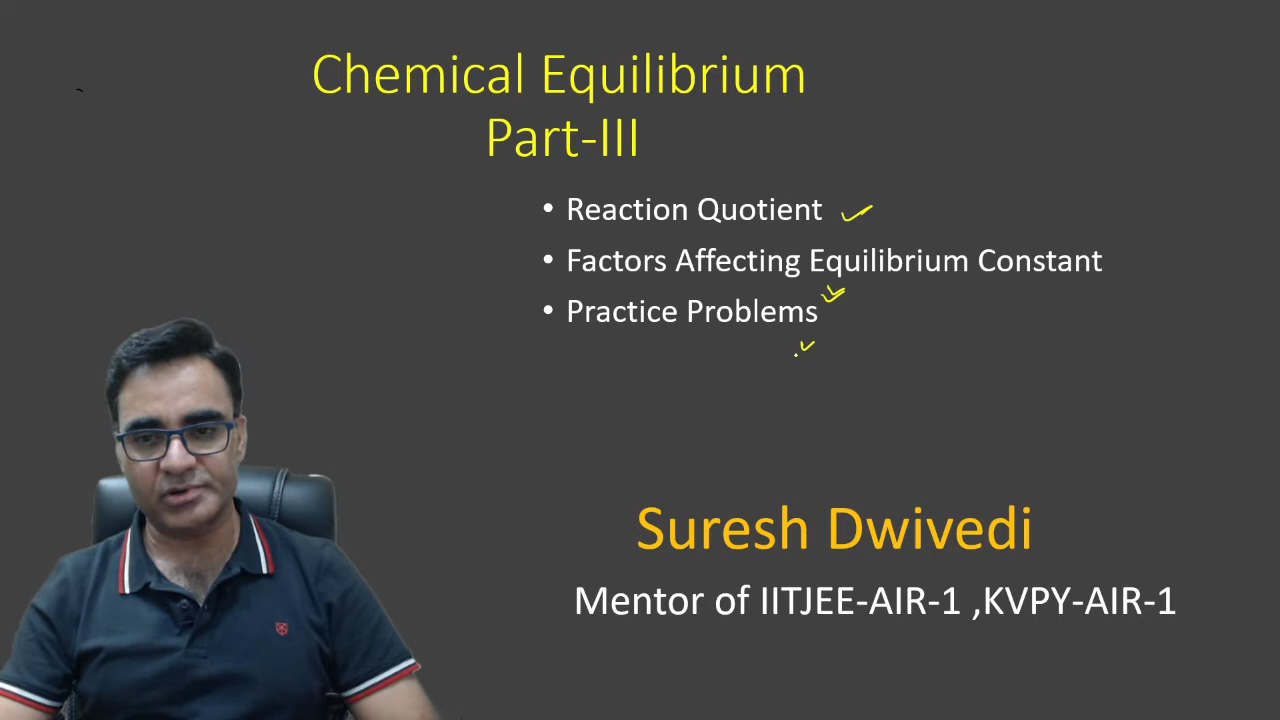 Chemical Equilibrium
Part-III
• Reaction Quotient
• Factors Affecting Equilibrium Constant
• Practice Problems
Suresh Dwivedi
Mentor of IITJEE-AIR-1 ,KVPY-AIR-1